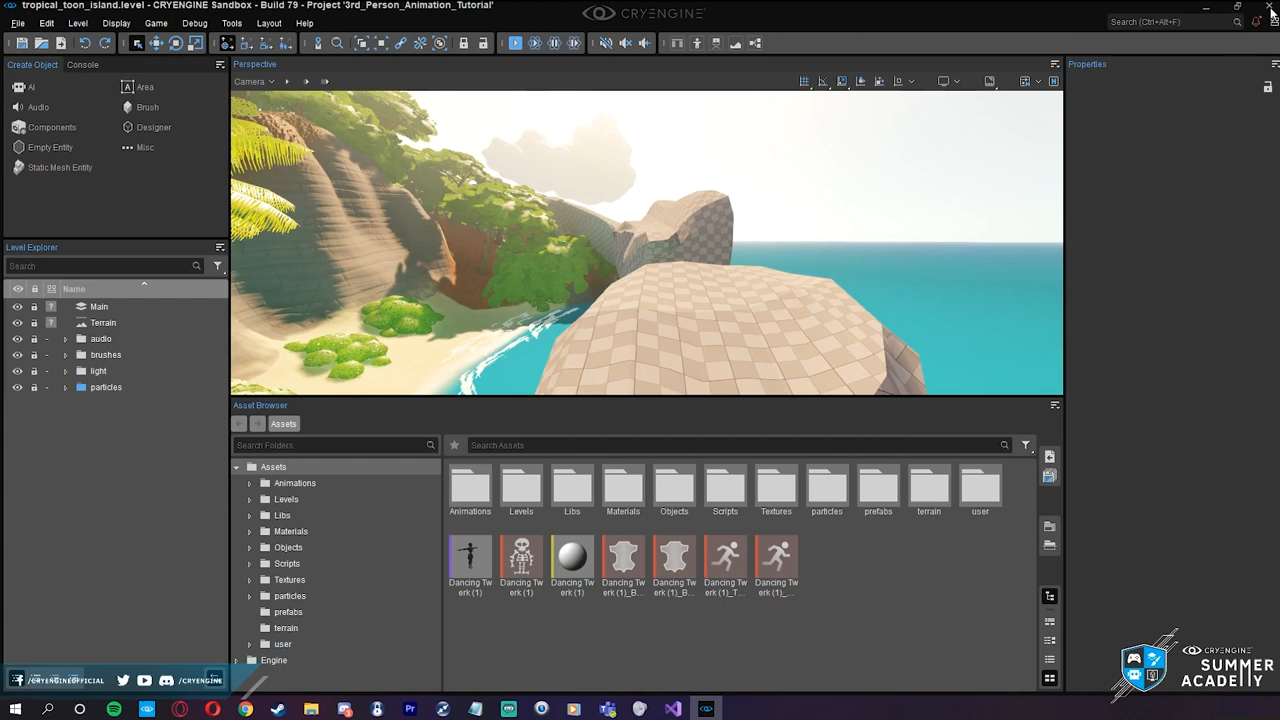 tropical_toon_island.level - CRYENGINE Sandbox - Build 79 - Project '3rd_Person_Animation_Tutorial'
CRYENGINE
File Edit Level Display Game Debug Tools Layout Help
Search (Ctrl+Alt+F)
Create Object Console
Perspective
Properties
Camera
AI
Area
Audio
Brush
Components
Designer
Empty Entity
Misc
Static Mesh Entity
Level Explorer
Search
Name
Main
Terrain
audio
brushes
light
particles
Asset Browser
Assets
Search Folders
Search Assets
Assets
Animations
Levels
Libs
Materials
Objects
Scripts
Textures
particles
prefabs
terrain
user
Engine
Animations Levels Libs Materials Objects Scripts Textures particles prefabs terrain user
Dancing Tw Dancing Tw Dancing Tw Dancing Tw Dancing Tw Dancing Tw Dancing Tw
erk (1) erk (1) erk (1) erk (1)_B... erk (1)_B... erk (1)_T... erk (1)_...
/CRYENGINEOFFICIAL
/CRYENGINE
CRYENGINE
SUMMER
ACADEMY